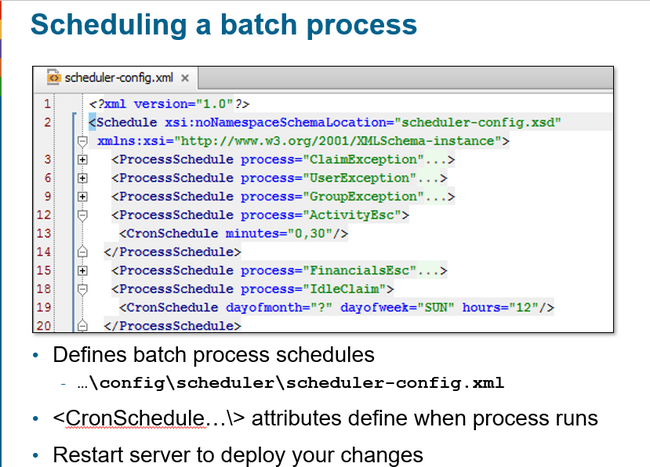 Scheduling a batch process
scheduler-config.xml ×
1 <?xml version="1.0"?>
2 <Schedule xsi:noNamespaceSchemaLocation="scheduler-config.xsd"
xmlns:xsi="http://www.w3.org/2001/XMLSchema-instance">
3 <ProcessSchedule process="ClaimException"...>
6 <ProcessSchedule process="UserException"...>
9 <ProcessSchedule process="GroupException"...>
12 <ProcessSchedule process="ActivityEsc">
13 <CronSchedule minutes="0,30"/>
14 </ProcessSchedule>
15 <ProcessSchedule process="FinancialsEsc"...>
18 <ProcessSchedule process="IdleClaim">
19 <CronSchedule dayofmonth="?" dayofweek="SUN" hours="12"/>
20 </ProcessSchedule>
• Defines batch process schedules
- …\config\scheduler\scheduler-config.xml
• <CronSchedule…\> attributes define when process runs
• Restart server to deploy your changes